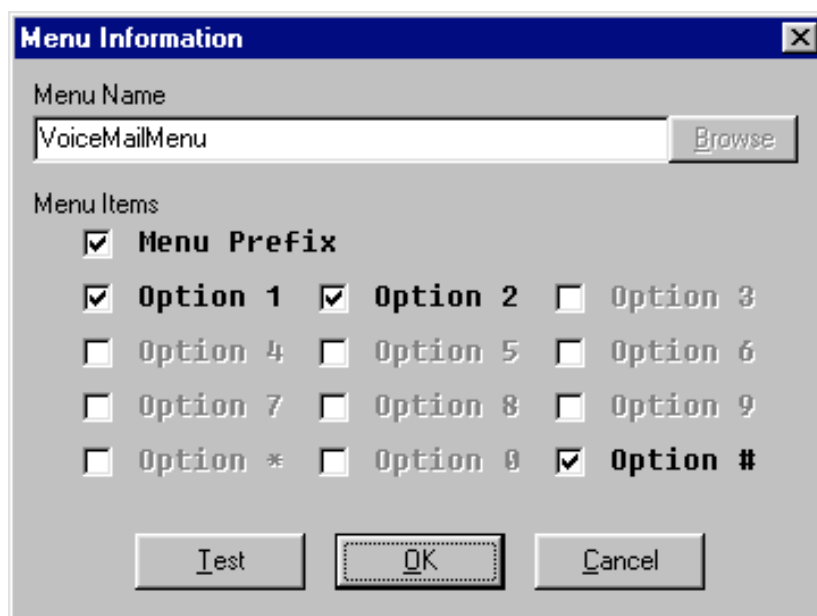 Menu Information
Menu Name
VoiceMailMenu Browse
Menu Items
Menu Prefix
Option 1 Option 2 Option 3
Option 4 Option 5 Option 6
Option 7 Option 8 Option 9
Option * Option 0 Option #
Test OK Cancel